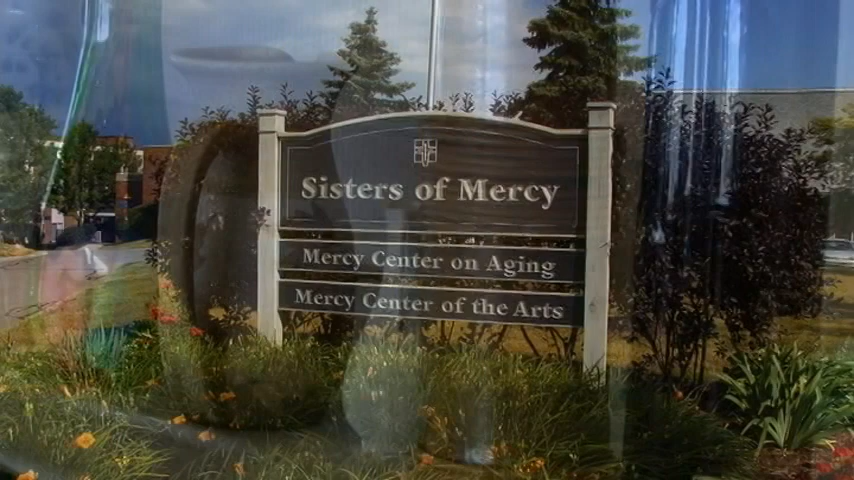 Sisters of Mercy
Mercy Center on Aging
Mercy Center of the Arts